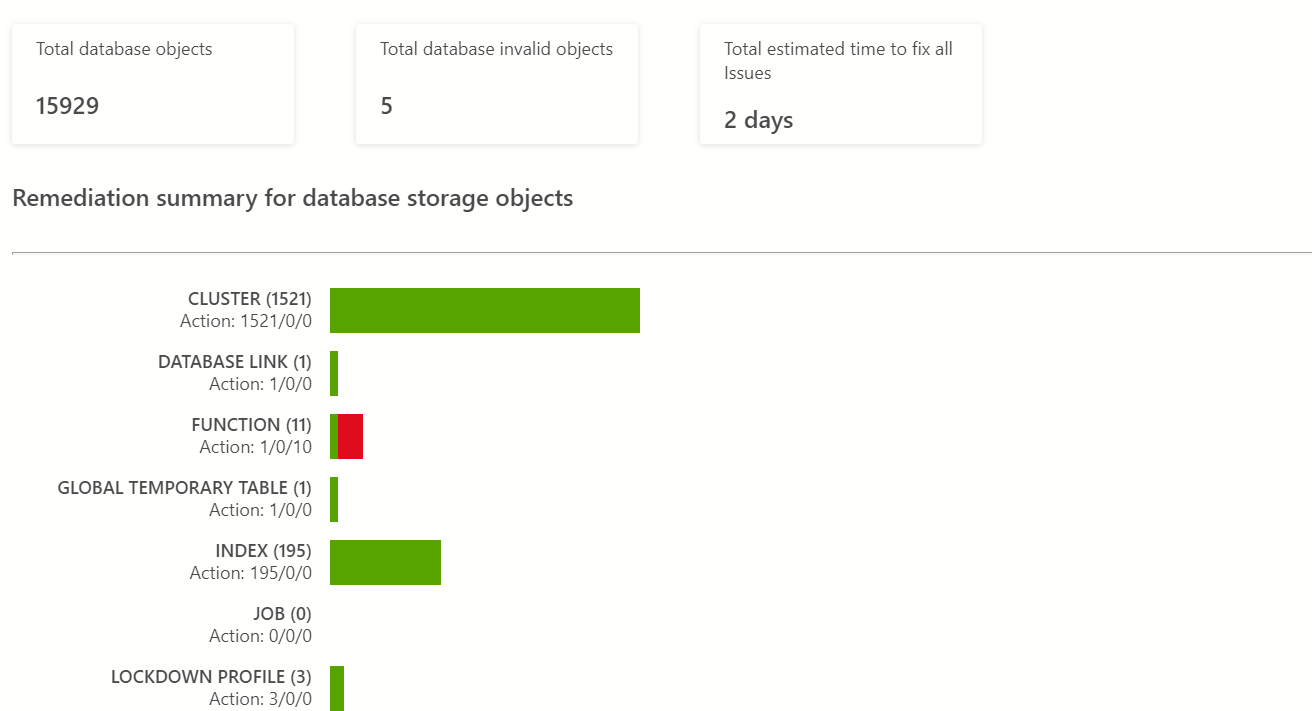 Total database objects
15929
Total database invalid objects
5
Total estimated time to fix all
Issues
2 days
Remediation summary for database storage objects
CLUSTER (1521)
Action: 1521/0/0
DATABASE LINK (1)
Action: 1/0/0
FUNCTION (11)
Action: 1/0/10
GLOBAL TEMPORARY TABLE (1)
Action: 1/0/0
INDEX (195)
Action: 195/0/0
JOB (0)
Action: 0/0/0
LOCKDOWN PROFILE (3)
Action: 3/0/0